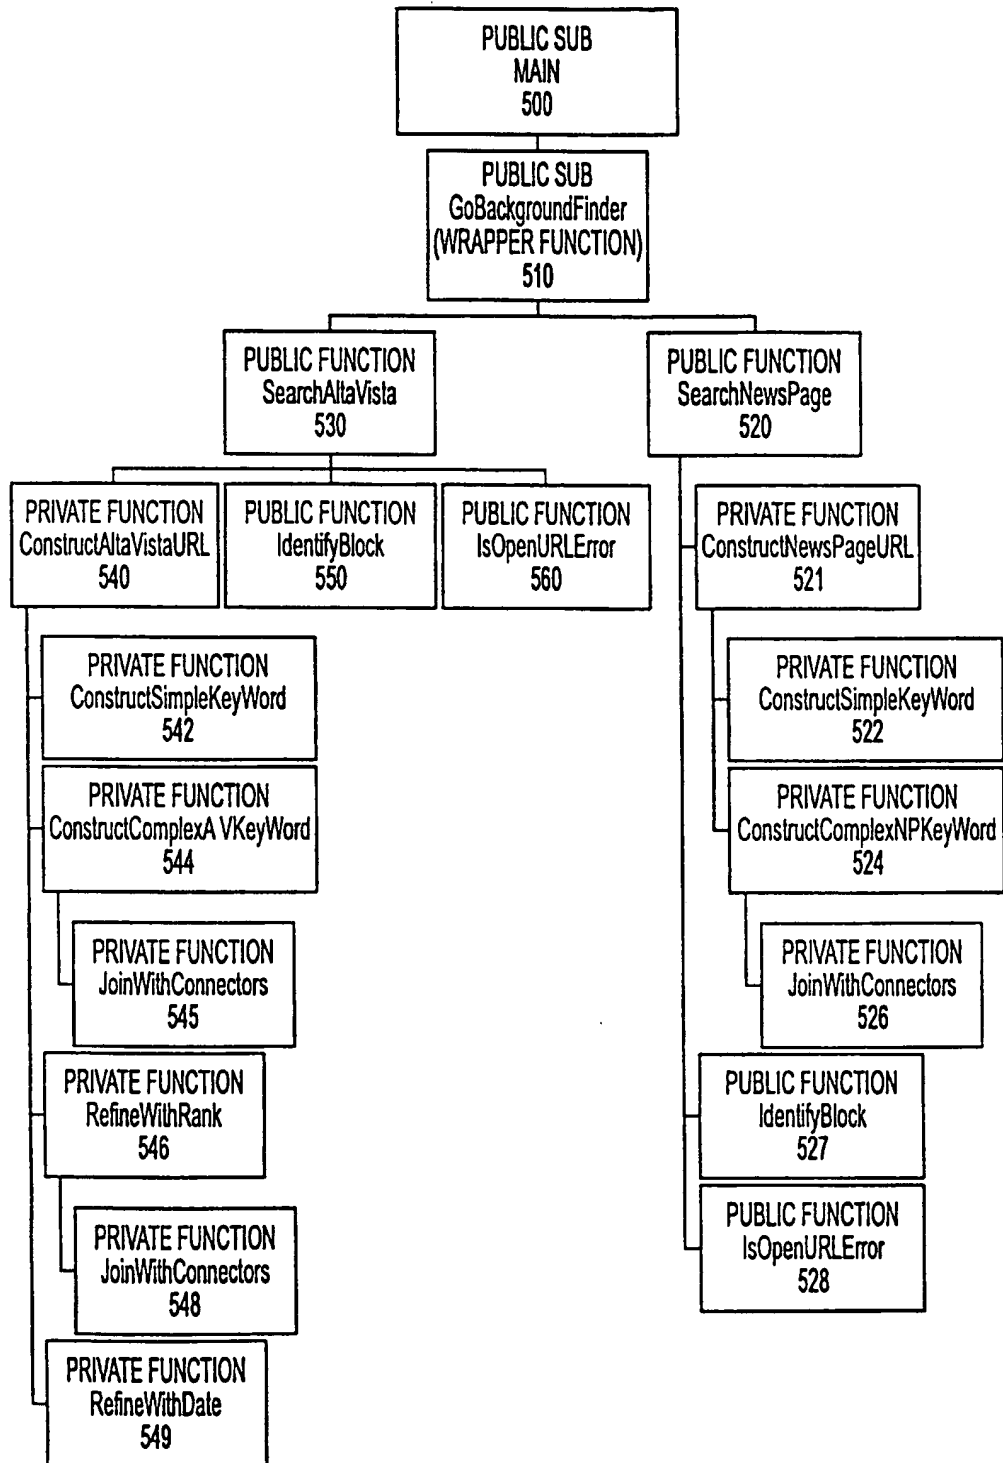 PUBLIC SUB
MAIN
500
PUBLIC SUB
GoBackgroundFinder
(WRAPPER FUNCTION)
510
PUBLIC FUNCTION
SearchAltaVista
530
PUBLIC FUNCTION
SearchNewsPage
520
PRIVATE FUNCTION
ConstructAltaVistaURL
540
PUBLIC FUNCTION
IdentifyBlock
550
PUBLIC FUNCTION
IsOpenURLError
560
PRIVATE FUNCTION
ConstructNewsPageURL
521
PRIVATE FUNCTION
ConstructSimpleKeyWord
542
PRIVATE FUNCTION
ConstructSimpleKeyWord
522
PRIVATE FUNCTION
ConstructComplexA VKeyWord
544
PRIVATE FUNCTION
ConstructComplexNPKeyWord
524
PRIVATE FUNCTION
JoinWithConnectors
545
PRIVATE FUNCTION
JoinWithConnectors
526
PRIVATE FUNCTION
RefineWithRank
546
PUBLIC FUNCTION
IdentifyBlock
527
PRIVATE FUNCTION
JoinWithConnectors
548
PUBLIC FUNCTION
IsOpenURLError
528
PRIVATE FUNCTION
RefineWithDate
549